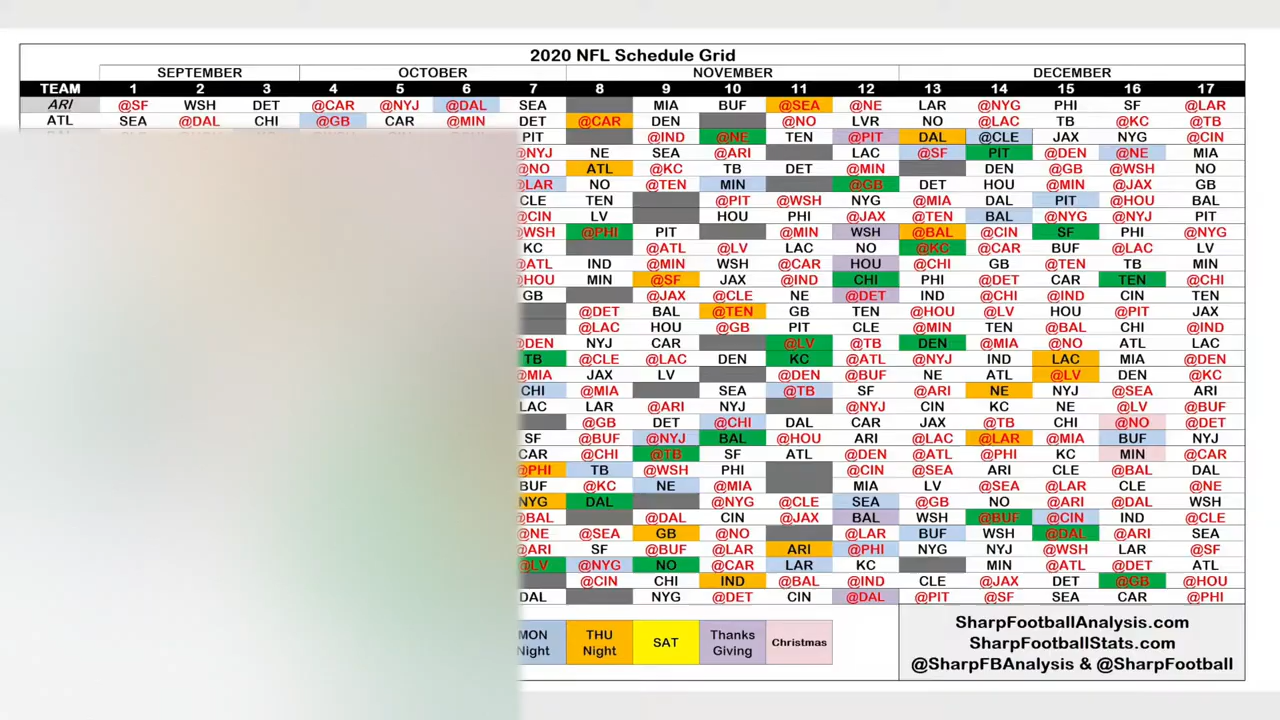 2020 NFL Schedule Grid
SEPTEMBER OCTOBER NOVEMBER DECEMBER
TEAM 1 2 3 4 5 6 7 8 9 10 11 12 13 14 15 16 17
ARI @SF WSH DET @CAR @NYJ @DAL SEA MIA BUF @SEA @NE LAR @NYG PHI SF @LAR
ATL SEA @DAL CHI @GB CAR @MIN DET @CAR DEN @NO LVR NO @LAC TB @KC @TB
PIT @IND @NE TEN @PIT DAL @CLE JAX NYG @CIN
@NYJ NE SEA @ARI LAC @SF PIT @DEN @NE MIA
@NO ATL @KC TB DET @MIN DEN @GB @WSH NO
@LAR NO @TEN MIN @GB DET HOU @MIN @JAX GB
CLE TEN @PIT @WSH NYG @MIA DAL PIT @HOU BAL
@CIN LV HOU PHI @JAX @TEN BAL @NYG @NYJ PIT
@WSH @PHI PIT @MIN WSH @BAL @CIN SF PHI @NYG
KC @ATL @LV LAC NO @KC @CAR BUF @LAC LV
@ATL IND @MIN WSH @CAR HOU @CHI GB @TEN TB MIN
@HOU MIN @SF JAX @IND CHI PHI @DET CAR TEN @CHI
GB @JAX @CLE NE @DET IND @CHI @IND CIN TEN
@DET BAL @TEN GB TEN @HOU @LV HOU @PIT JAX
@LAC HOU @GB PIT CLE @MIN TEN @BAL CHI @IND
@DEN NYJ CAR @LV @TB DEN @MIA @NO ATL LAC
TB @CLE @LAC DEN KC @ATL @NYJ IND LAC MIA @DEN
@MIA JAX LV @DEN @BUF NE ATL @LV DEN @KC
CHI @MIA SEA @TB SF @ARI NE NYJ @SEA ARI
LAC LAR @ARI NYJ @NYJ CIN KC NE @LV @BUF
@GB DET @CHI DAL CAR JAX @TB CHI @NO @DET
SF @BUF @NYJ BAL @HOU ARI @LAC @LAR @MIA BUF NYJ
CAR @CHI @TB SF ATL @DEN @ATL @PHI KC MIN @CAR
@PHI TB @WSH PHI @CIN @SEA ARI CLE @BAL DAL
BUF @KC NE @MIA MIA LV @SEA @LAR CLE @NE
NYG DAL @NYG @CLE SEA @GB NO @ARI @DAL WSH
@BAL @DAL CIN @JAX BAL WSH @BUF @CIN IND @CLE
@NE @SEA GB @NO @LAR BUF WSH @DAL @ARI SEA
@ARI SF @BUF @LAR ARI @PHI NYG NYJ @WSH LAR @SF
@LV @NYG NO @CAR LAR KC MIN @ATL @DET ATL
@CIN CHI IND @BAL @IND CLE @JAX DET @GB @HOU
DAL NYG @DET CIN @DAL @PIT @SF SEA CAR @PHI
MON Night THU Night SAT Thanks Giving Christmas
SharpFootballAnalysis.com
SharpFootballStats.com
@SharpFBAnalysis & @SharpFootball